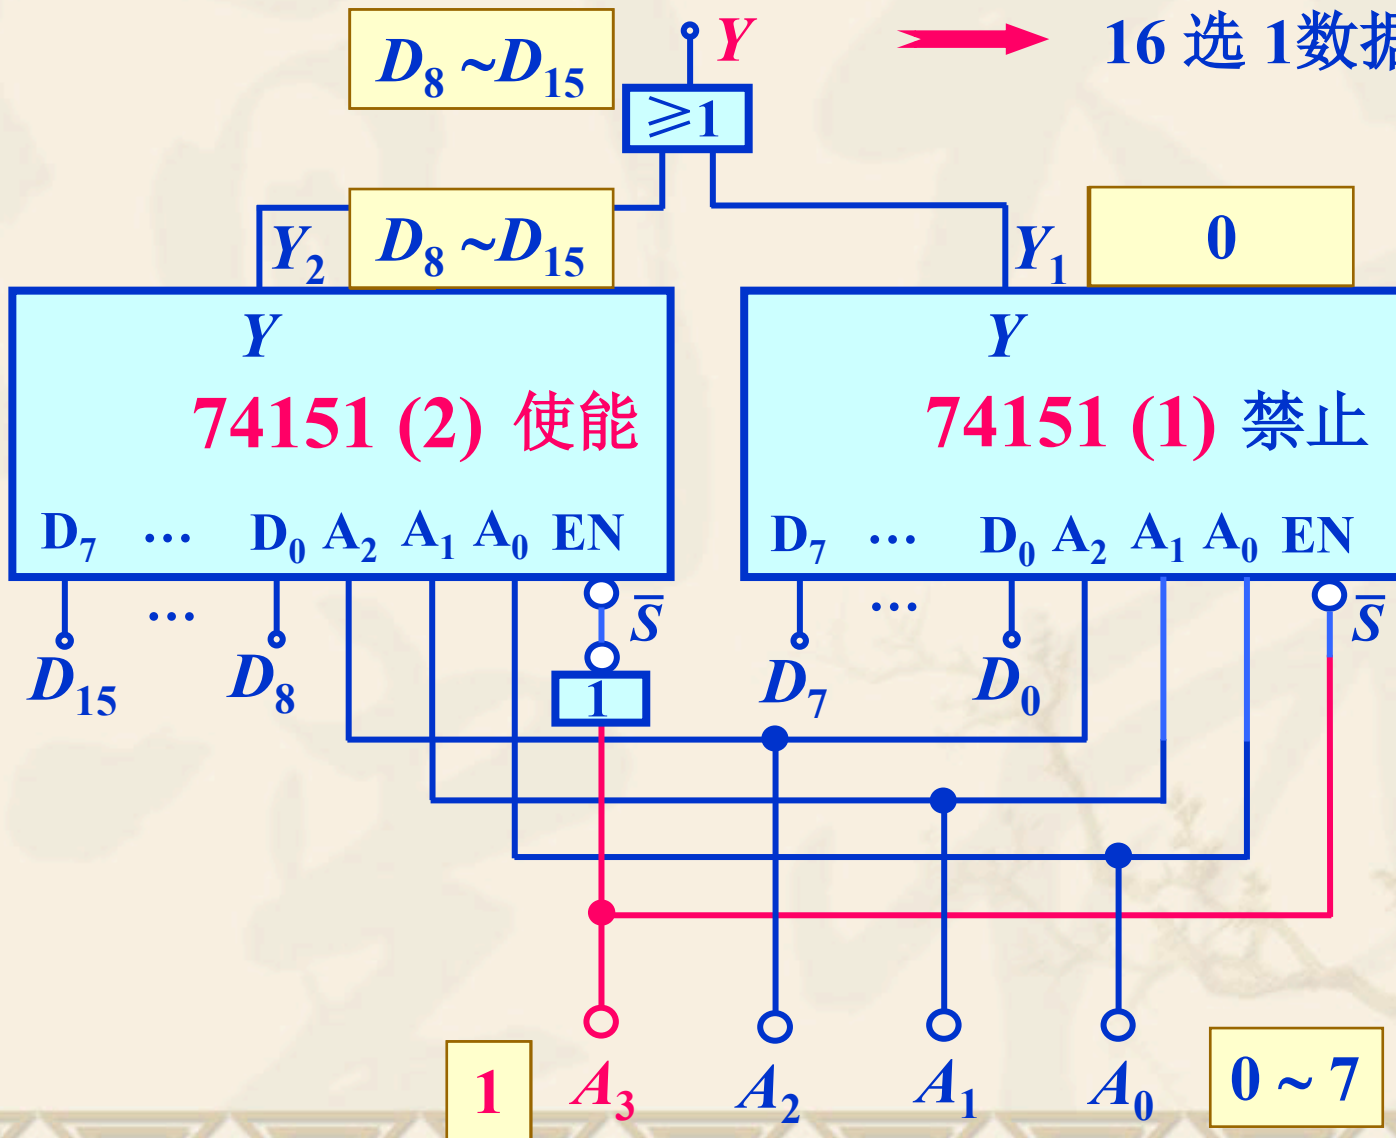 D8 ~D15
Y
16 选 1数据
≥1
Y2
D8 ~D15
Y1
0
Y
74151 (2) 使能
D7 … D0 A2 A1 A0 EN
Y
74151 (1) 禁止
D7 … D0 A2 A1 A0 EN
…
S̅
D15
D8
1
…
S̅
D7
D0
1
A3
A2
A1
A0
0 ~ 7